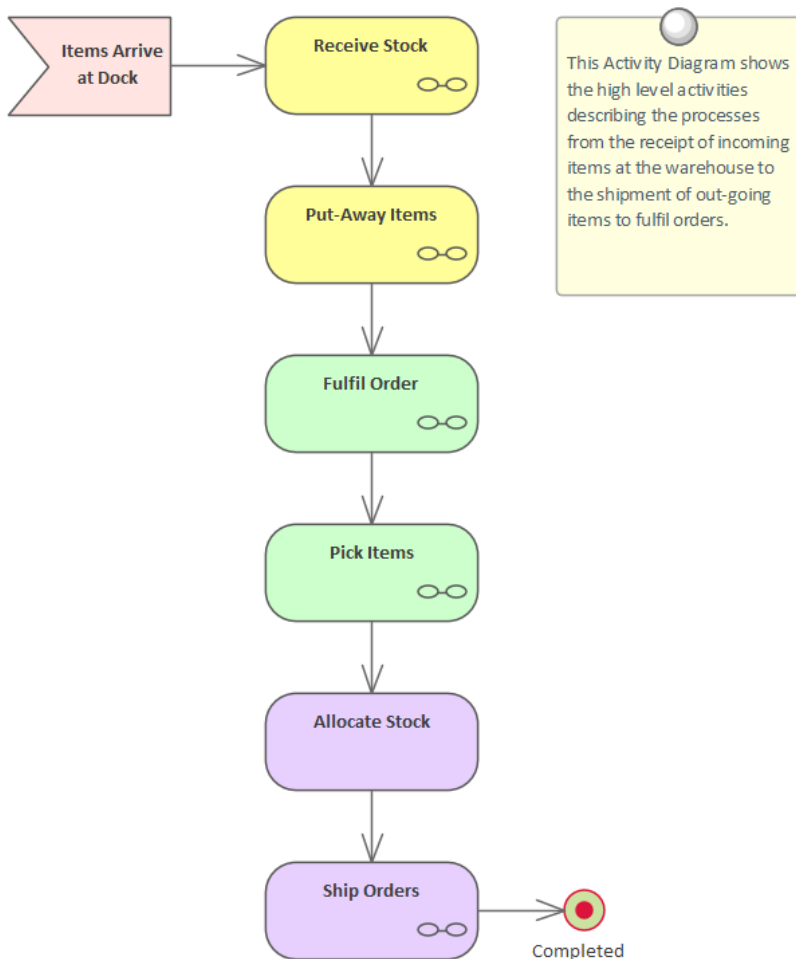 Items Arrive
at Dock
Receive Stock
This Activity Diagram shows
the high level activities
describing the processes
from the receipt of incoming
items at the warehouse to
the shipment of out-going
items to fulfil orders.
Put-Away Items
Fulfil Order
Pick Items
Allocate Stock
Ship Orders
Completed